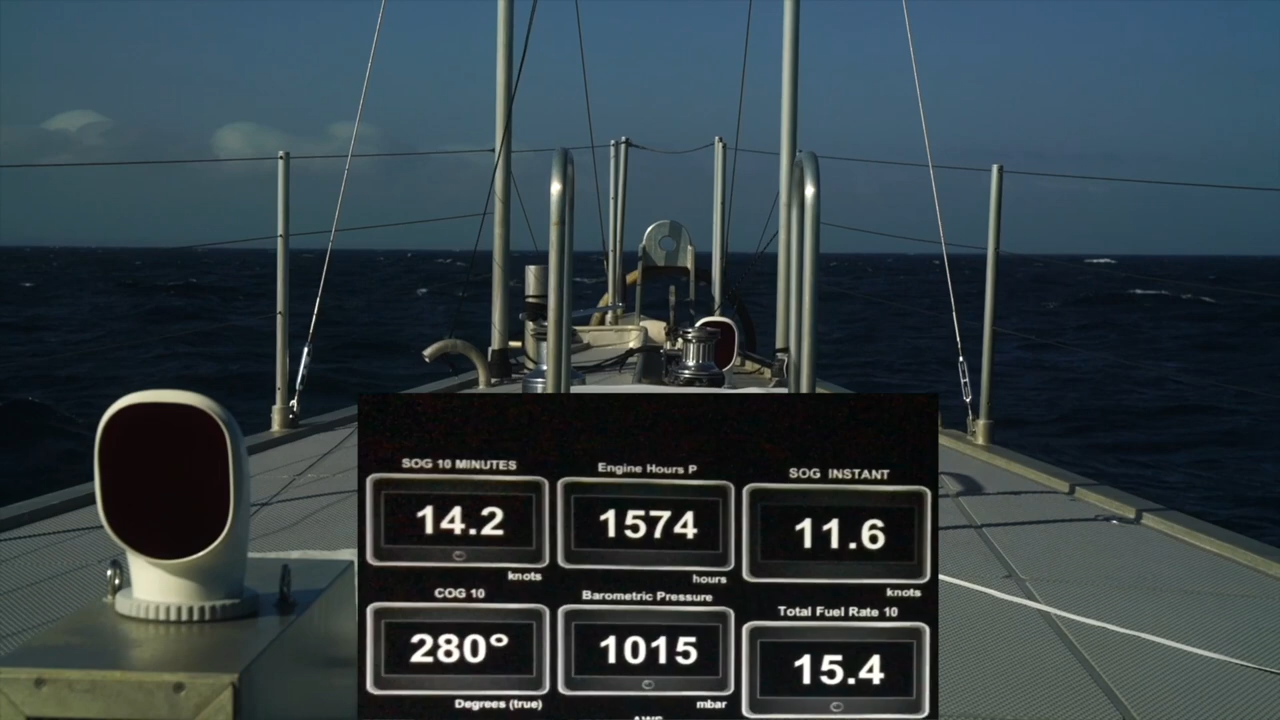 SOG 10 MINUTES
Engine Hours P
SOG INSTANT
14.2
1574
11.6
knots
hours
knots
COG 10
Barometric Pressure
Total Fuel Rate 10
280°
1015
15.4
Degrees (true)
mbar
AWS